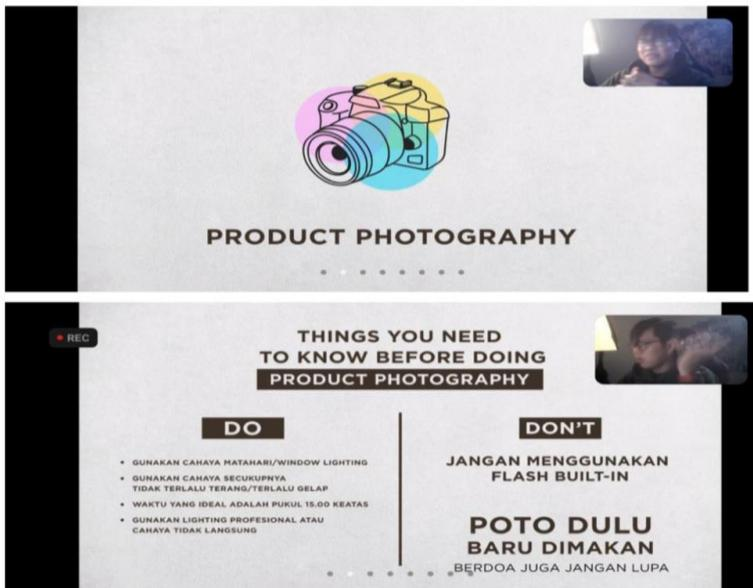 PRODUCT PHOTOGRAPHY
REC
THINGS YOU NEED
TO KNOW BEFORE DOING
PRODUCT PHOTOGRAPHY
DO
• GUNAKAN CAHAYA MATAHARI/WINDOW LIGHTING
• GUNAKAN CAHAYA SECUKUPNYA
TIDAK TERLALU TERANG/TERLALU GELAP
• WAKTU YANG IDEAL ADALAH PUKUL 15.00 KEATAS
• GUNAKAN LIGHTING PROFESIONAL ATAU
CAHAYA TIDAK LANGSUNG
DON'T
JANGAN MENGGUNAKAN
FLASH BUILT-IN
POTO DULU
BARU DIMAKAN
BERDOA JUGA JANGAN LUPA